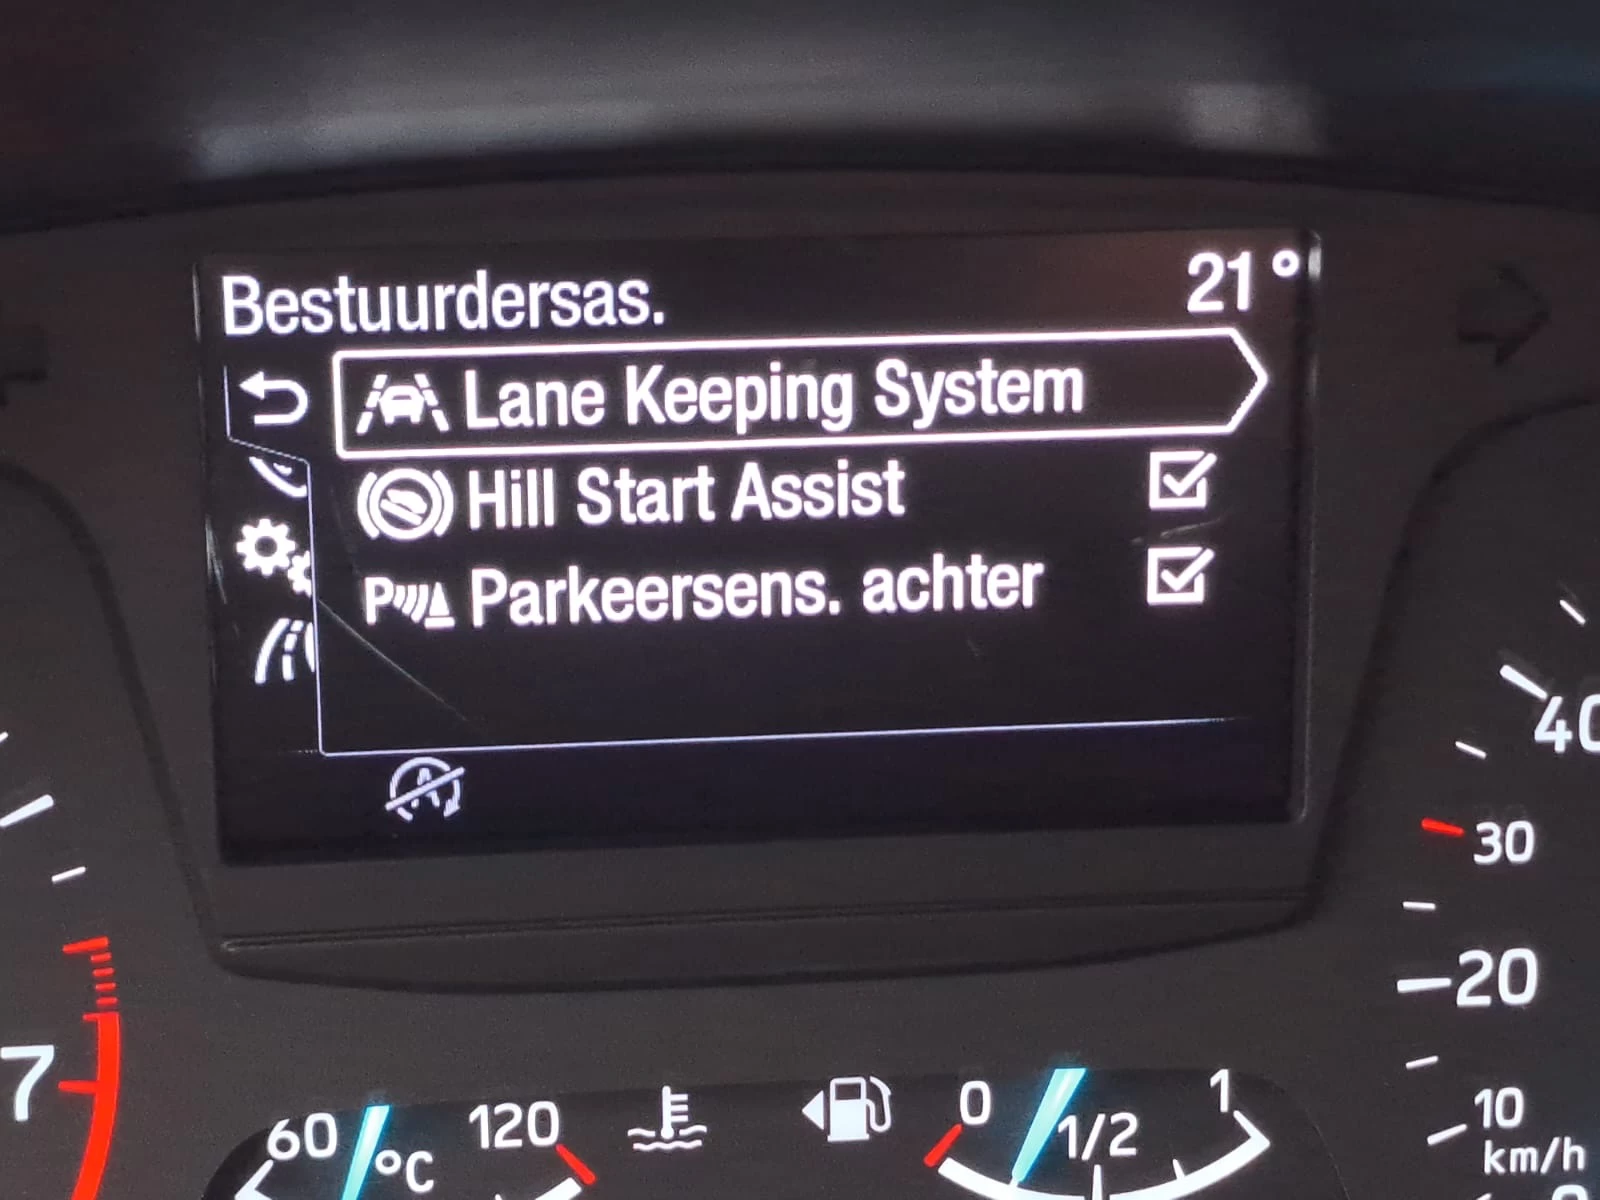 Bestuurdersas.
21°
Lane Keeping System
Hill Start Assist
P Parkeersens. achter
A
40
30
20
10
km/h
7
60
°C
120
0
1/2
1